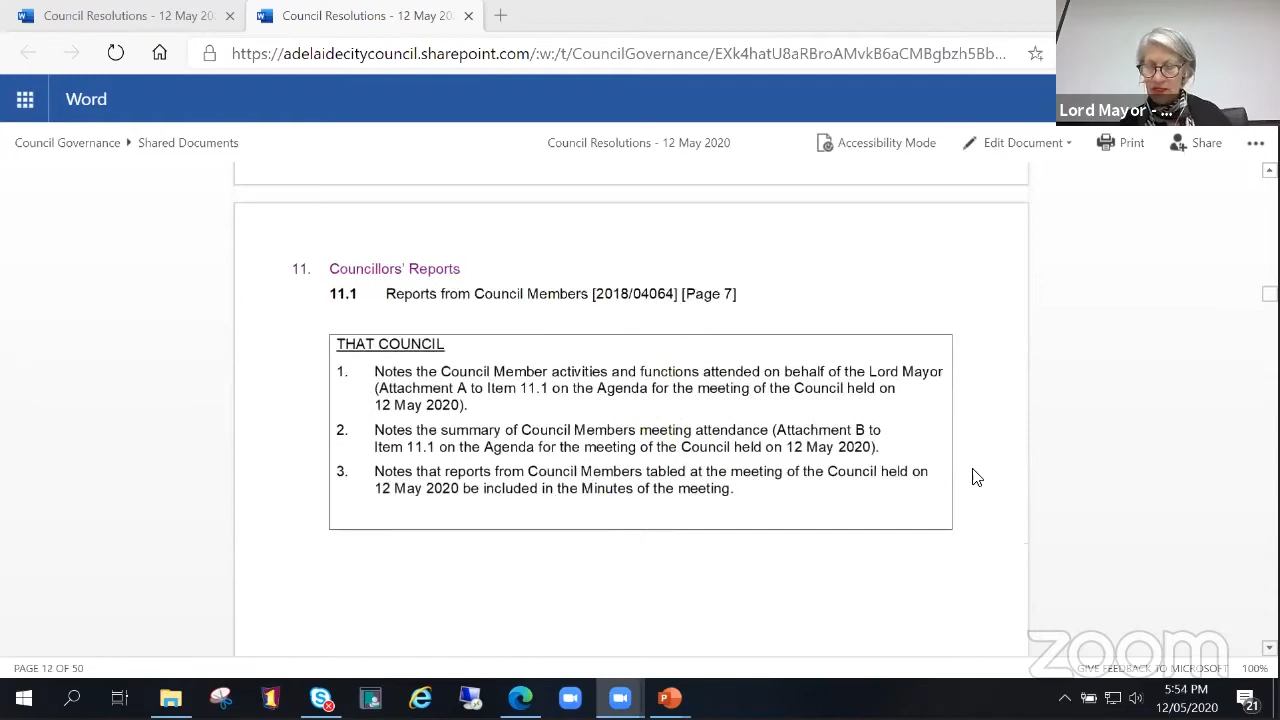 Council Resolutions - 12 May 202
Council Resolutions - 12 May 202
https://adelaidecitycouncil.sharepoint.com/:w:/t/CouncilGovernance/EXk4hatU8aRBroAMvkB6aCMBgbzh5Bb...
Word
Lord Mayor - ...
Council Governance Shared Documents
Council Resolutions - 12 May 2020
Accessibility Mode
Edit Document
Print
Share
11. Councillors' Reports
11.1 Reports from Council Members [2018/04064] [Page 7]
THAT COUNCIL
1. Notes the Council Member activities and functions attended on behalf of the Lord Mayor
(Attachment A to Item 11.1 on the Agenda for the meeting of the Council held on
12 May 2020).
2. Notes the summary of Council Members meeting attendance (Attachment B to
Item 11.1 on the Agenda for the meeting of the Council held on 12 May 2020).
3. Notes that reports from Council Members tabled at the meeting of the Council held on
12 May 2020 be included in the Minutes of the meeting.
zoom
PAGE 12 OF 50
GIVE FEEDBACK TO MICROSOFT
100%
5:54 PM
12/05/2020
21